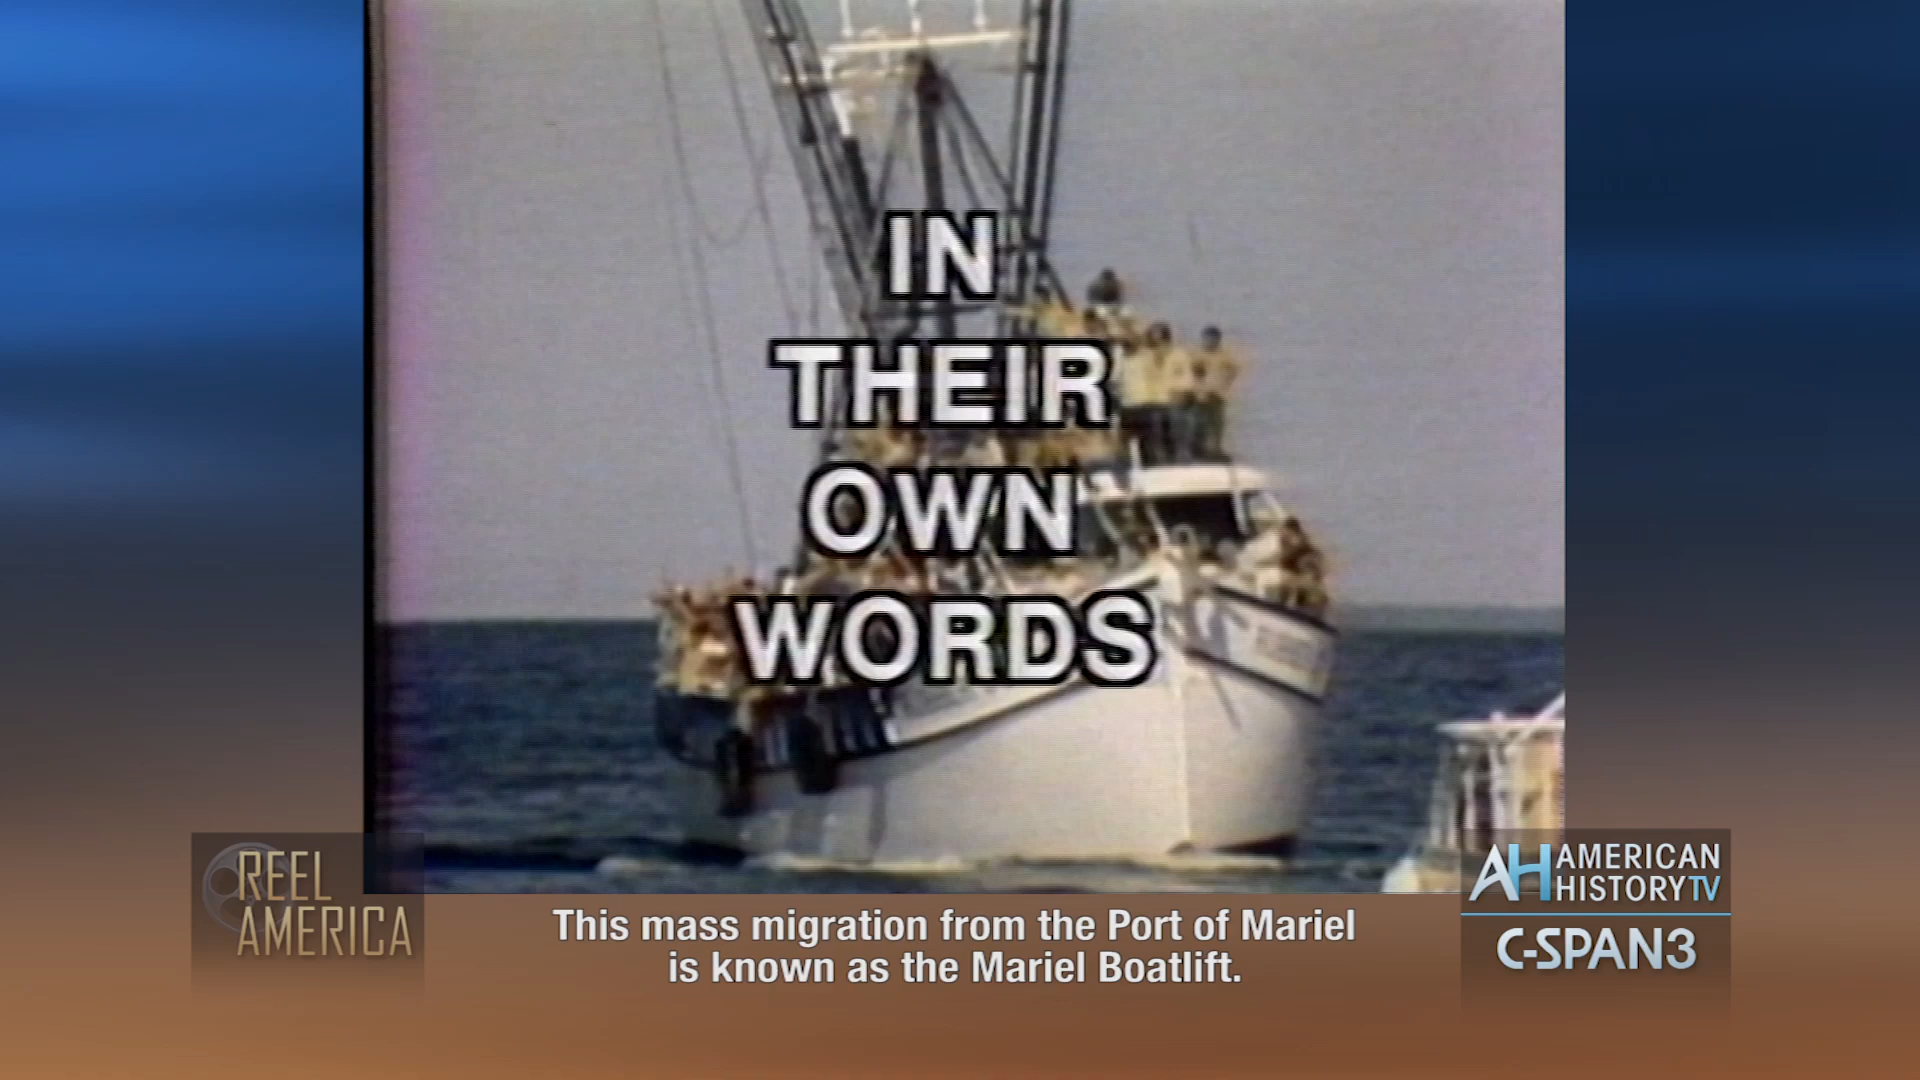 IN
THEIR
OWN
WORDS
REEL
AMERICA
This mass migration from the Port of Mariel
is known as the Mariel Boatlift.
AH AMERICAN
HISTORY TV
C-SPAN3